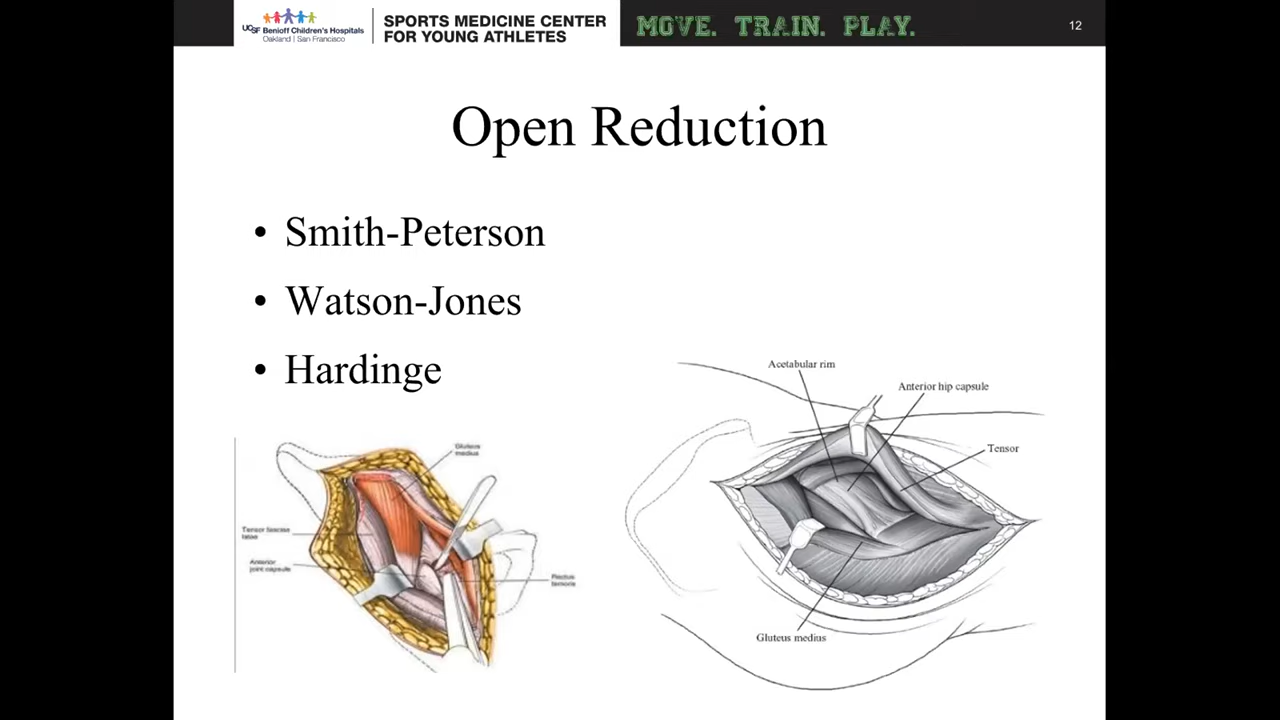 UCSF Benioff Children's Hospitals
Oakland | San Francisco
SPORTS MEDICINE CENTER
FOR YOUNG ATHLETES
MOVE. TRAIN. PLAY.
12
Open Reduction
• Smith-Peterson
• Watson-Jones
• Hardinge
Gluteus
medius
Tensor fasciae
latae
Anterior
joint capsule
Rectus
femoris
Acetabular rim
Anterior hip capsule
Tensor
Gluteus medius